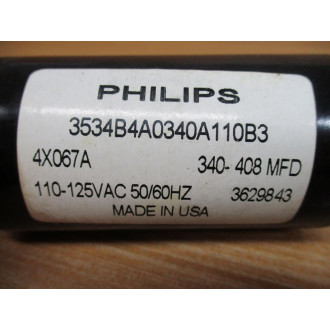 PHILIPS
3534B4A0340A110B3
4X067A 340- 408 MFD
110-125VAC 50/60HZ 3629843
MADE IN USA